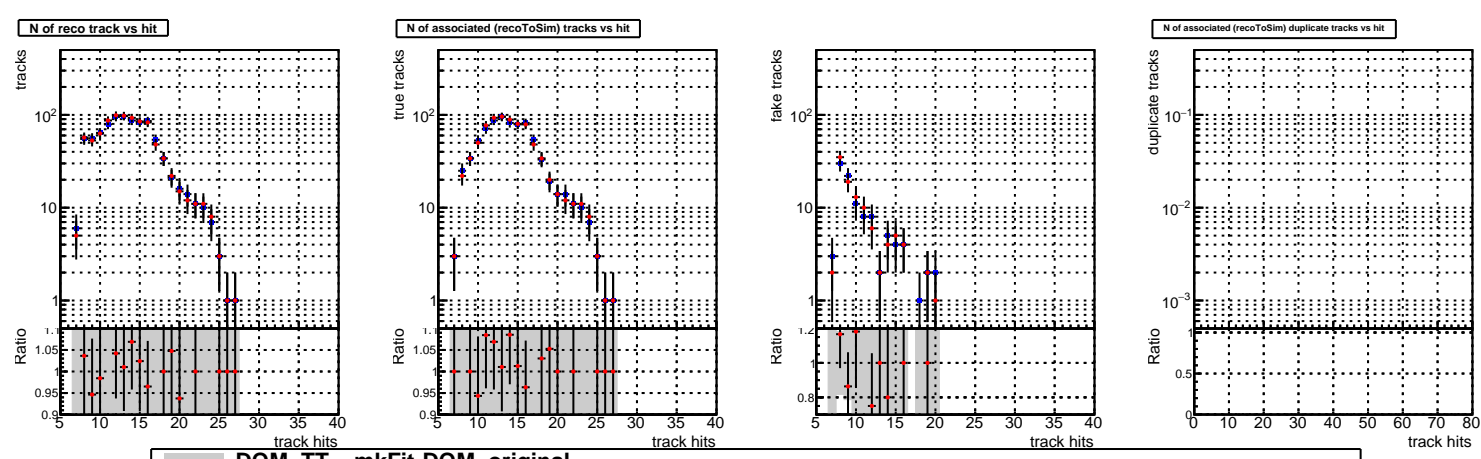 N of reco track vs hit
N of associated (recoToSim) tracks vs hit
N of associated (recoToSim) duplicate tracks vs hit
tracks
10²
10
1
Ratio
1.1
1.05
1
0.95
0.9
5 10 15 20 25 30 35 40
track hits
true tracks
10²
10
1
Ratio
1.1
1.05
1
0.95
0.9
5 10 15 20 25 30 35 40
track hits
fake tracks
10²
10
1
Ratio
1.2
1
0.8
5 10 15 20 25 30 35 40
track hits
duplicate tracks
10⁻¹
10⁻²
10⁻³
Ratio
1
0.5
0
0 10 20 30 40 50 60 70 80
track hits